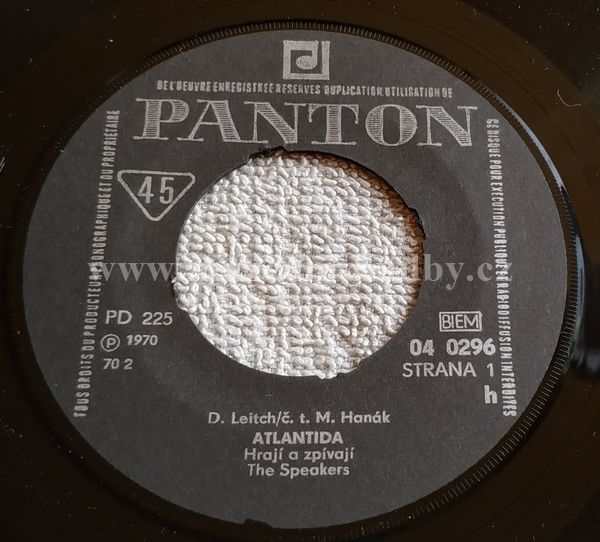 DE L'OEUVRE ENREGISTREE RESERVES DUPLICATION UTILISATION DE
PANTON
TOUS DROITS DU PRODUCTEUR PHONOGRAPHIQUE ET DU PROPRIETAIRE
CE DISQUE POUR EXECUTION PUBLIQUE ET RADIODIFFUSION INTERDITES
45
PD 225
℗ 1970
70 2
BIEM
04 0296
STRANA 1
h
D. Leitch/č. t. M. Hanák
ATLANTIDA
Hrají a zpívají
The Speakers